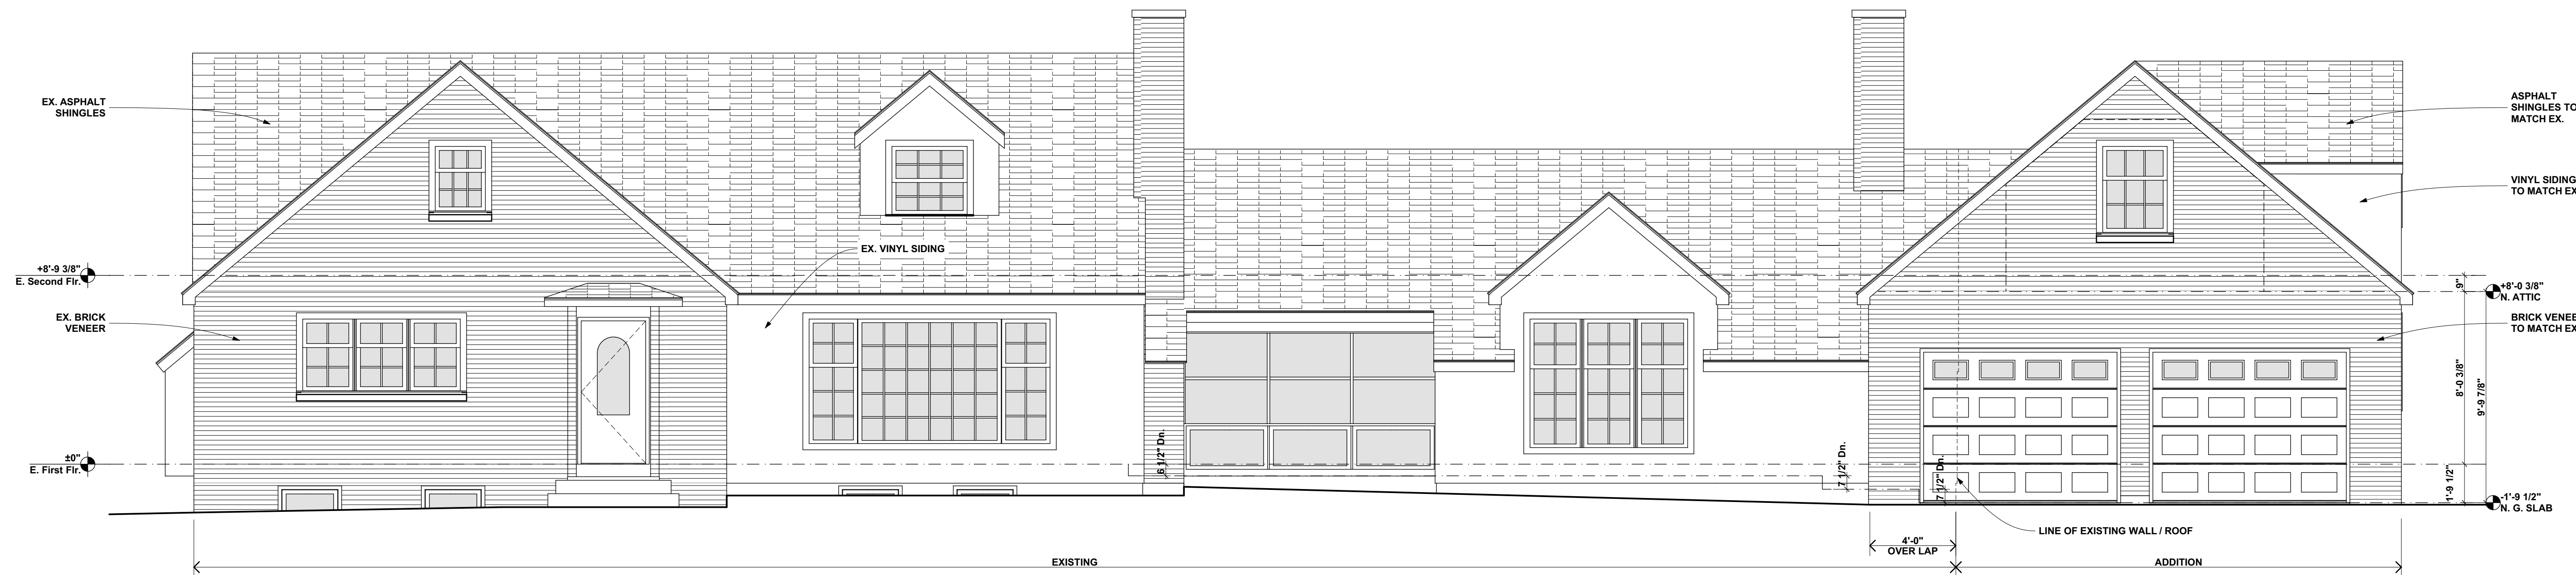 EX. ASPHALT
SHINGLES
+8'-9 3/8"
E. Second Flr.
EX. BRICK
VENEER
±0"
E. First Flr.
EX. VINYL SIDING
6 1/2" Dn.
7 1/2" Dn.
7 1/2" Dn.
LINE OF EXISTING WALL / ROOF
4'-0"
OVER LAP
EXISTING
ADDITION
ASPHALT
SHINGLES TO
MATCH EX.
VINYL SIDING
TO MATCH EX
9"
+8'-0 3/8"
N. ATTIC
BRICK VENEE
TO MATCH EX
8'-0 3/8"
9'-9 7/8"
1'-9 1/2"
-1'-9 1/2"
N. G. SLAB